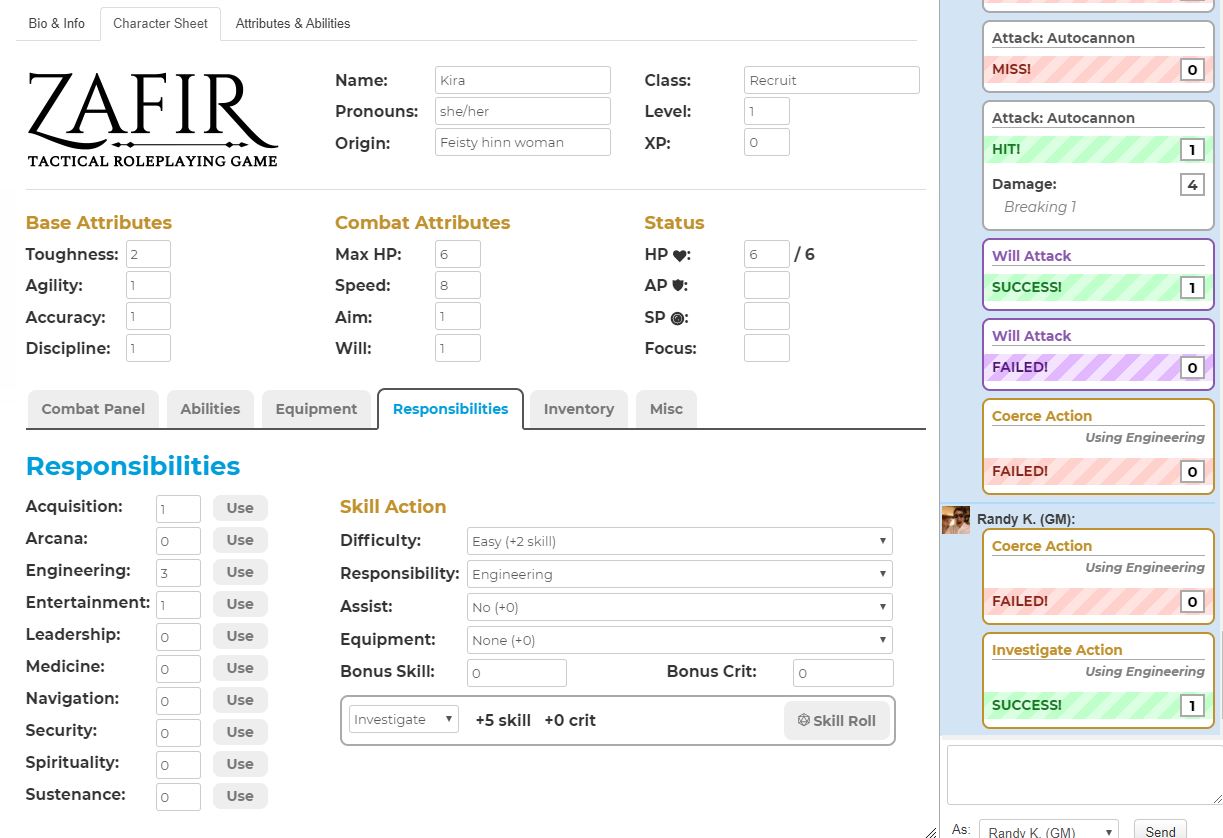 Bio & Info
Character Sheet
Attributes & Abilities
ZAFIR
TACTICAL ROLEPLAYING GAME
Name: Kira
Pronouns: she/her
Origin: Feisty hinn woman
Class: Recruit
Level: 1
XP: 0
Base Attributes
Toughness: 2
Agility: 1
Accuracy: 1
Discipline: 1
Combat Attributes
Max HP: 6
Speed: 8
Aim: 1
Will: 1
Status
HP : 6 / 6
AP :
SP :
Focus:
Combat Panel
Abilities
Equipment
Responsibilities
Inventory
Misc
Responsibilities
Acquisition: 1 Use
Arcana: 0 Use
Engineering: 3 Use
Entertainment: 1 Use
Leadership: 0 Use
Medicine: 0 Use
Navigation: 0 Use
Security: 0 Use
Spirituality: 0 Use
Sustenance: 0 Use
Skill Action
Difficulty: Easy (+2 skill)
Responsibility: Engineering
Assist: No (+0)
Equipment: None (+0)
Bonus Skill: 0 Bonus Crit: 0
Investigate +5 skill +0 crit Skill Roll
Attack: Autocannon
MISS! 0
Attack: Autocannon
HIT! 1
Damage: 4
Breaking 1
Will Attack
SUCCESS! 1
Will Attack
FAILED! 0
Coerce Action
Using Engineering
FAILED! 0
Randy K. (GM):
Coerce Action
Using Engineering
FAILED! 0
Investigate Action
Using Engineering
SUCCESS! 1
As: Randy K. (GM) Send